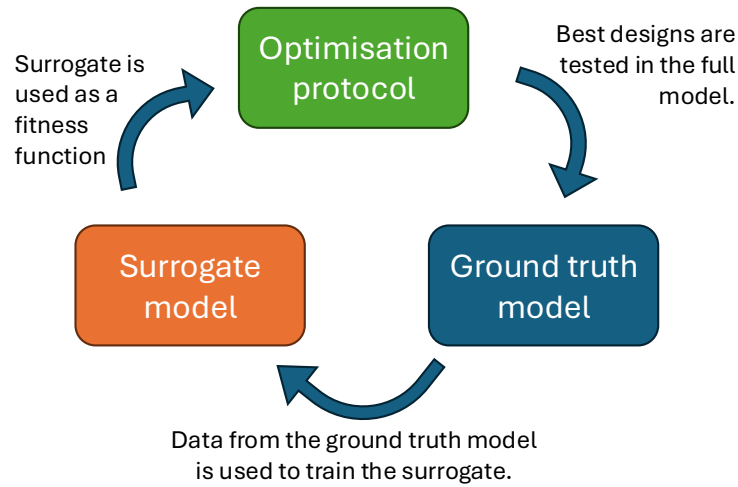 Optimisation
protocol
Best designs are
tested in the full
model.
Surrogate is
used as a
fitness
function
Surrogate
model
Ground truth
model
Data from the ground truth model
is used to train the surrogate.